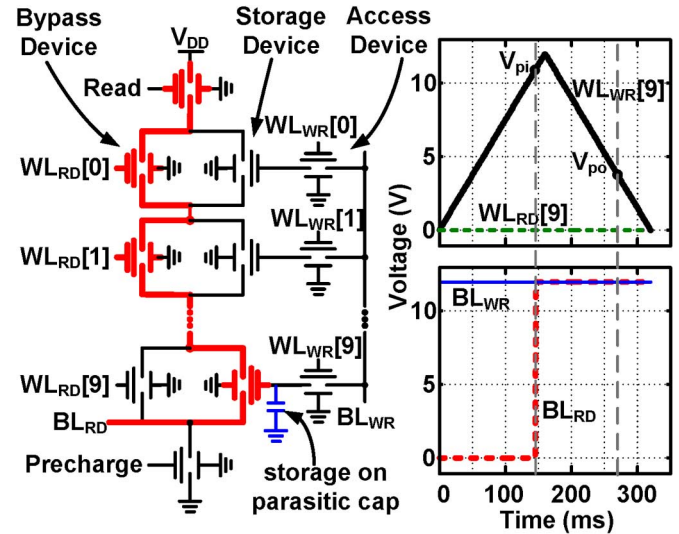 Bypass
Device
Storage
Device
Access
Device
VDD
Read
WLWR[0]
WLRD[0]
WLWR[1]
WLRD[1]
WLWR[9]
WLRD[9]
BLRD
BLWR
Precharge
storage on
parasitic cap
Voltage (V)
10
5
0
Vpi
WLWR[9]
Vpo
WLRD[9]
10
5
0
BLWR
BLRD
0 100 200 300
Time (ms)